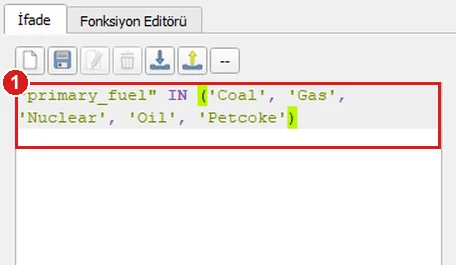 İfade
Fonksiyon Editörü
--
1
"primary_fuel" IN ('Coal', 'Gas',
'Nuclear', 'Oil', 'Petcoke')